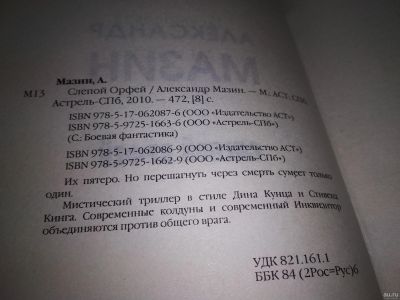 АЛЕКСАНДР
Мазин, А.
М13 Слепой Орфей / Александр Мазин. — М.: АСТ, СПб.:
Астрель-СПб, 2010. — 472, [8] с.
ISBN 978-5-17-062087-6 (ООО «Издательство АСТ»)
ISBN 978-5-9725-1663-6 (ООО «Астрель-СПб»)
(С.: Боевая фантастика)
ISBN 978-5-17-062086-9 (ООО «Издательство АСТ»)
ISBN 978-5-9725-1662-9 (ООО «Астрель-СПб»)
Их пятеро. Но перешагнуть через смерть сумеет только
один.
Мистический триллер в стиле Дина Кунца и Стивена
Кинга. Современные колдуны и современный Инквизитор
объединяются против общего врага.
УДК 821.161.1
ББК 84 (2Рос=Рус)6
au.ru